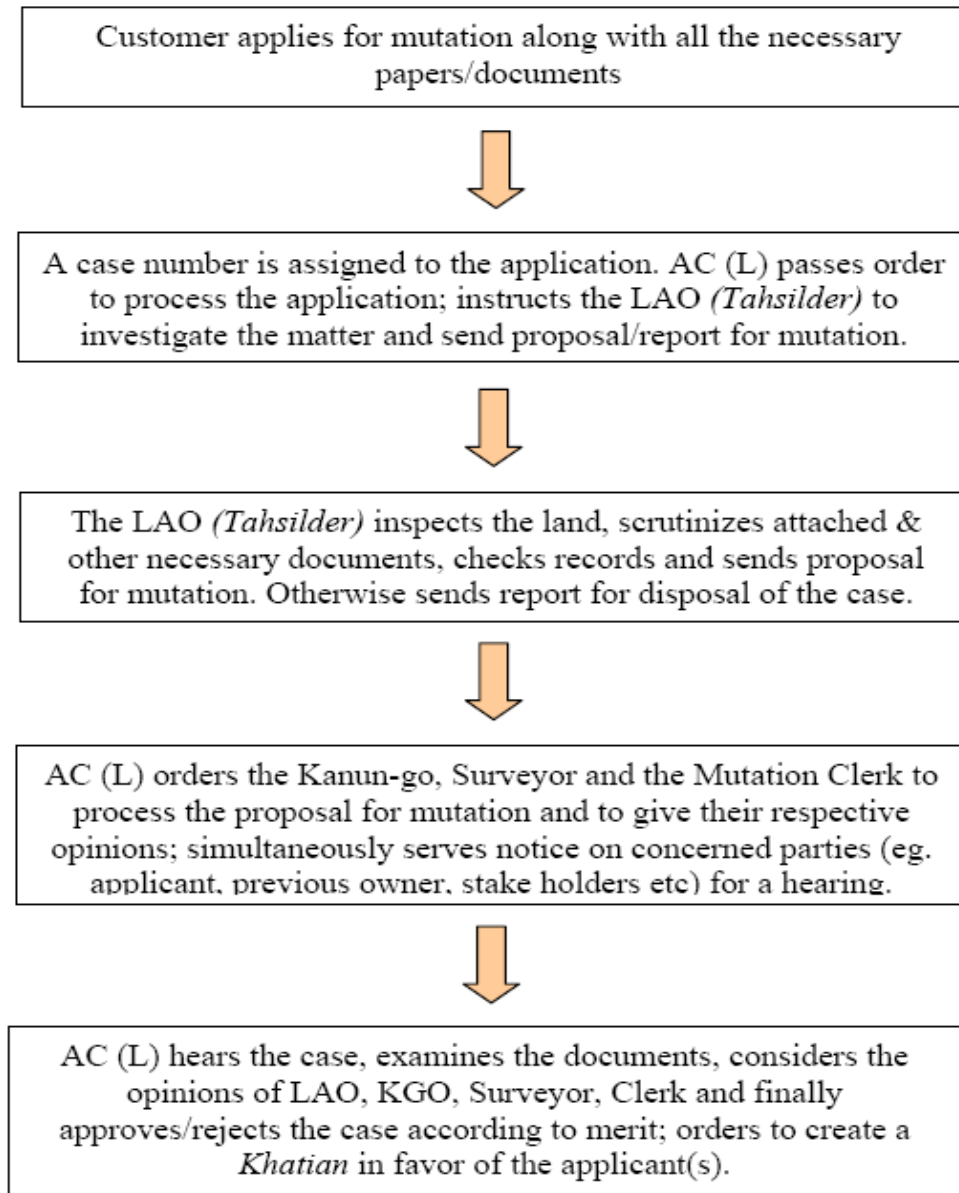 Customer applies for mutation along with all the necessary
papers/documents
A case number is assigned to the application. AC (L) passes order
to process the application; instructs the LAO (Tahsilder) to
investigate the matter and send proposal/report for mutation.
The LAO (Tahsilder) inspects the land, scrutinizes attached &
other necessary documents, checks records and sends proposal
for mutation. Otherwise sends report for disposal of the case.
AC (L) orders the Kanun-go, Surveyor and the Mutation Clerk to
process the proposal for mutation and to give their respective
opinions; simultaneously serves notice on concerned parties (eg.
applicant, previous owner, stake holders etc) for a hearing.
AC (L) hears the case, examines the documents, considers the
opinions of LAO, KGO, Surveyor, Clerk and finally
approves/rejects the case according to merit; orders to create a
Khatian in favor of the applicant(s).